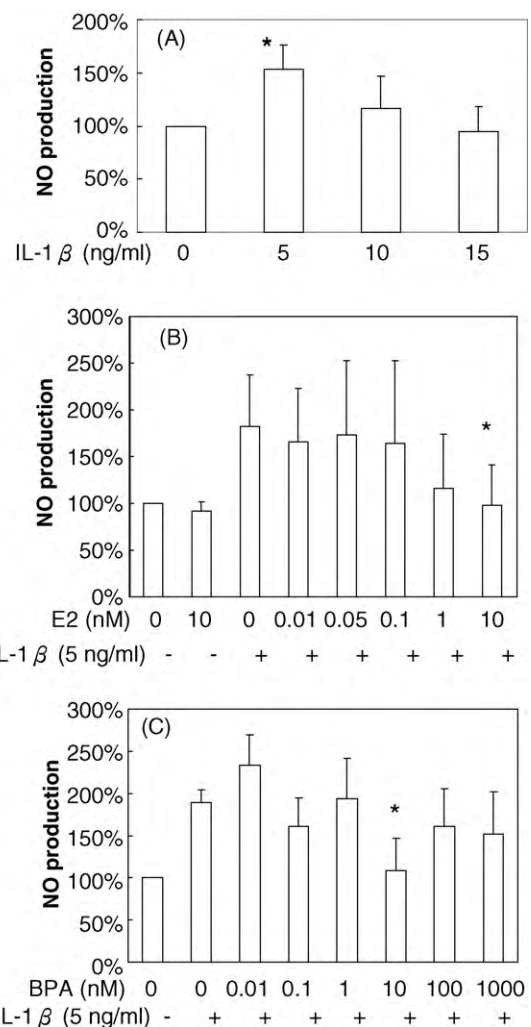 (A)
NO production
200%
150%
100%
50%
0%
*
IL-1 β (ng/ml) 0 5 10 15
(B)
NO production
300%
250%
200%
150%
100%
50%
0%
*
E2 (nM) 0 10 0 0.01 0.05 0.1 1 10
L-1 β (5 ng/ml) - - + + + + + +
(C)
NO production
300%
250%
200%
150%
100%
50%
0%
*
BPA (nM) 0 0 0.01 0.1 1 10 100 1000
L-1 β (5 ng/ml) - + + + + + + +